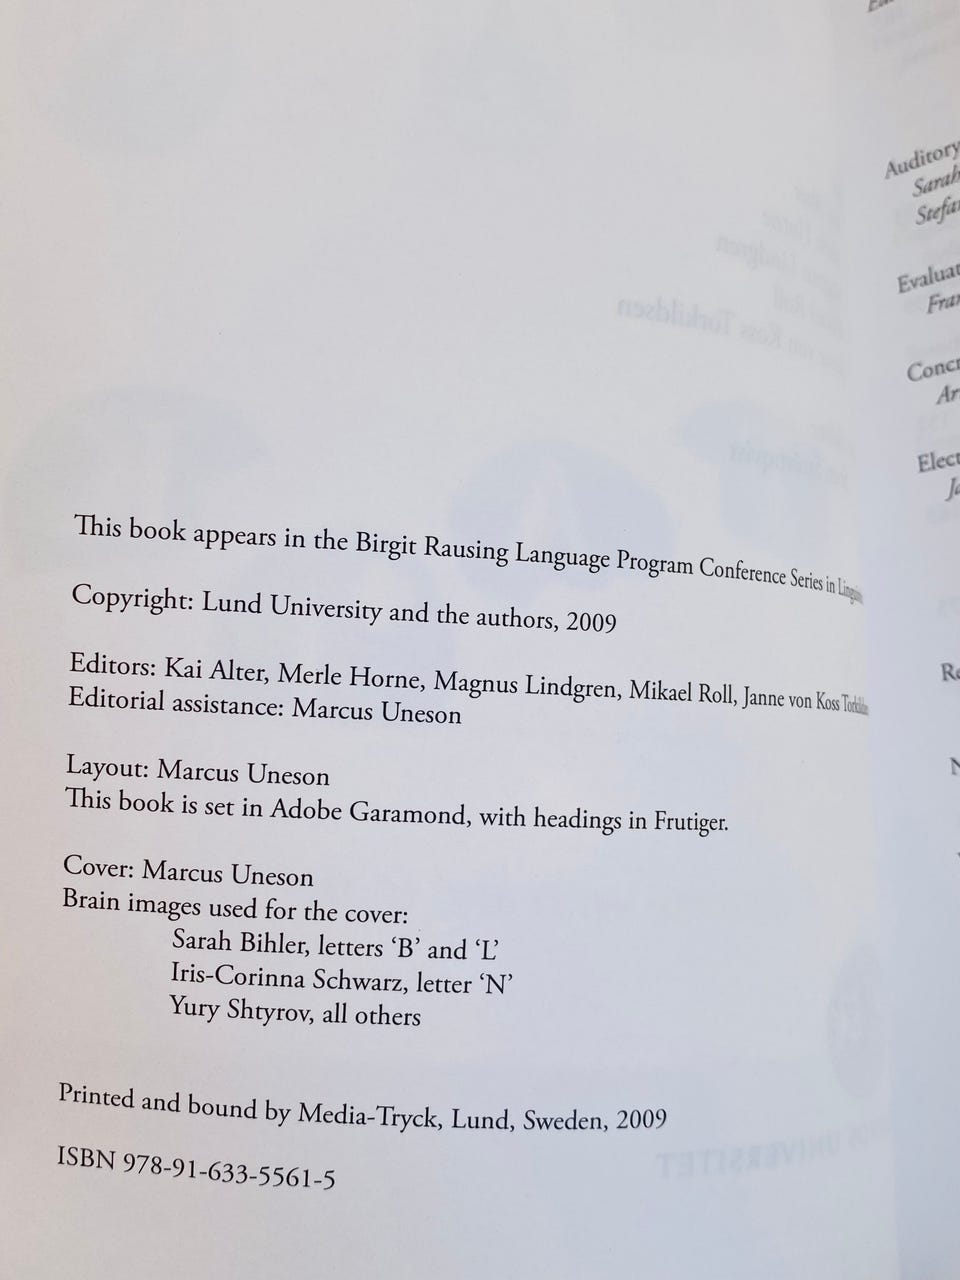 This book appears in the Birgit Rausing Language Program Conference Series in
Copyright: Lund University and the authors, 2009
Editors: Kai Alter, Merle Horne, Magnus Lindgren, Mikael Roll, Janne von Koss
Editorial assistance: Marcus Uneson
Layout: Marcus Uneson
This book is set in Adobe Garamond, with headings in Frutiger.
Cover: Marcus Uneson
Brain images used for the cover:
Sarah Bihler, letters ‘B’ and ‘L’
Iris-Corinna Schwarz, letter ‘N’
Yury Shtyrov, all others
Printed and bound by Media-Tryck, Lund, Sweden, 2009
ISBN 978-91-633-5561-5
Auditory
Sarah